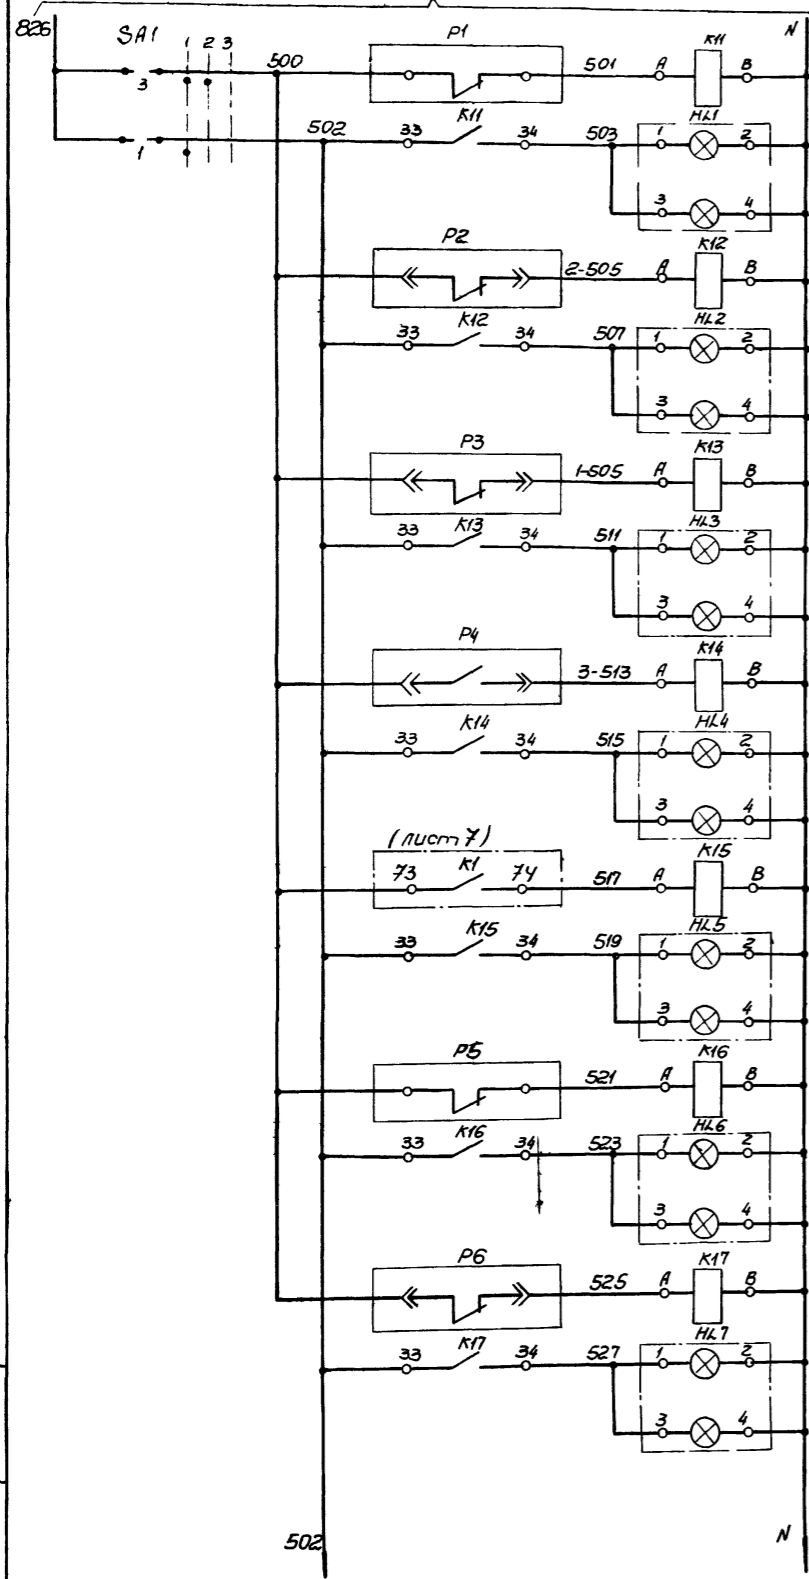 826 SA1 1 2 3 500 P1 501 A K11 B N
3
502 33 K11 34 503 HL1 1 2
1
3 4
P2 2-505 A K12 B
33 K12 34 507 HL2 1 2
3 4
P3 1-505 A K13 B
33 K13 34 511 HL3 1 2
3 4
P4 3-513 A K14 B
33 K14 34 515 HL4 1 2
3 4
(лист 7)
73 K1 74 517 A K15 B
33 K15 34 519 HL5 1 2
3 4
P5 521 A K16 B
33 K16 34 523 HL6 1 2
3 4
P6 525 A K17 B
33 K17 34 527 HL7 1 2
3 4
502 N